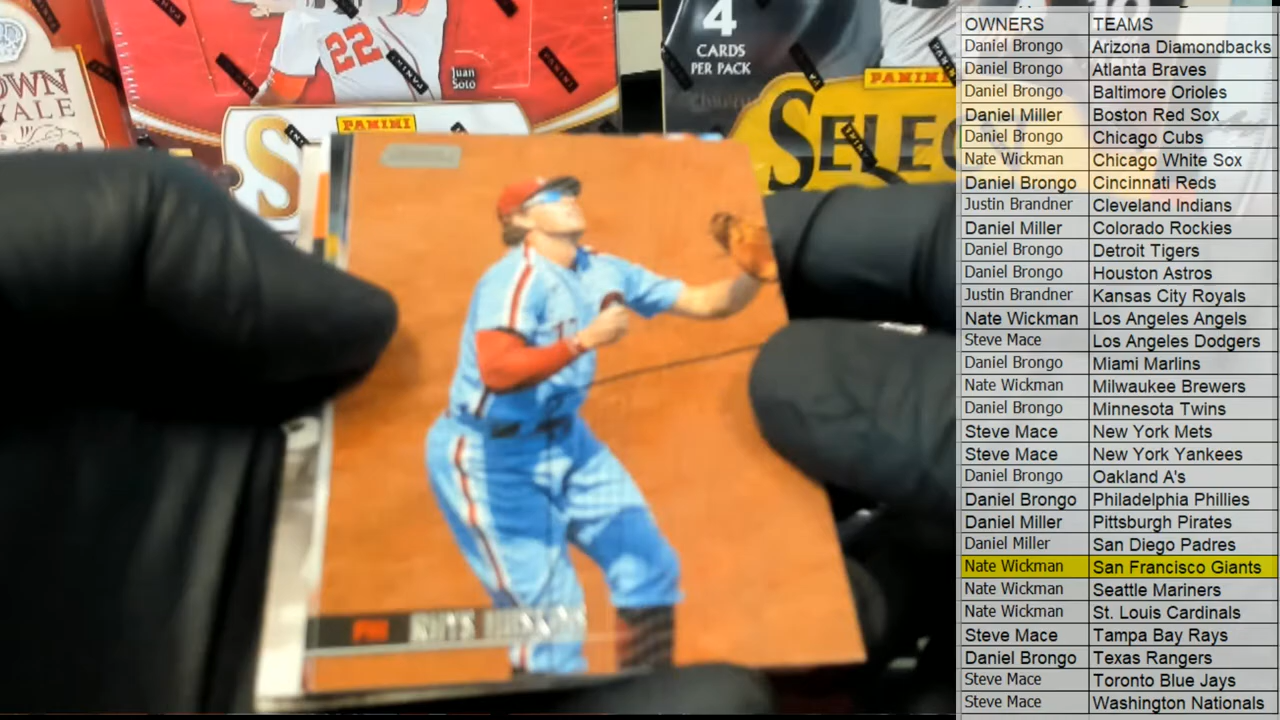 OWN
YALE
22
Juan
Soto
PANINI
S
4
CARDS
PER PACK
PANINI
SELECT
PHI RHYS HOSKINS
OWNERS TEAMS
Daniel Brongo Arizona Diamondbacks
Daniel Brongo Atlanta Braves
Daniel Brongo Baltimore Orioles
Daniel Miller Boston Red Sox
Daniel Brongo Chicago Cubs
Nate Wickman Chicago White Sox
Daniel Brongo Cincinnati Reds
Justin Brandner Cleveland Indians
Daniel Miller Colorado Rockies
Daniel Brongo Detroit Tigers
Daniel Brongo Houston Astros
Justin Brandner Kansas City Royals
Nate Wickman Los Angeles Angels
Steve Mace Los Angeles Dodgers
Daniel Brongo Miami Marlins
Nate Wickman Milwaukee Brewers
Daniel Brongo Minnesota Twins
Steve Mace New York Mets
Steve Mace New York Yankees
Daniel Brongo Oakland A's
Daniel Brongo Philadelphia Phillies
Daniel Miller Pittsburgh Pirates
Daniel Miller San Diego Padres
Nate Wickman San Francisco Giants
Nate Wickman Seattle Mariners
Nate Wickman St. Louis Cardinals
Steve Mace Tampa Bay Rays
Daniel Brongo Texas Rangers
Steve Mace Toronto Blue Jays
Steve Mace Washington Nationals